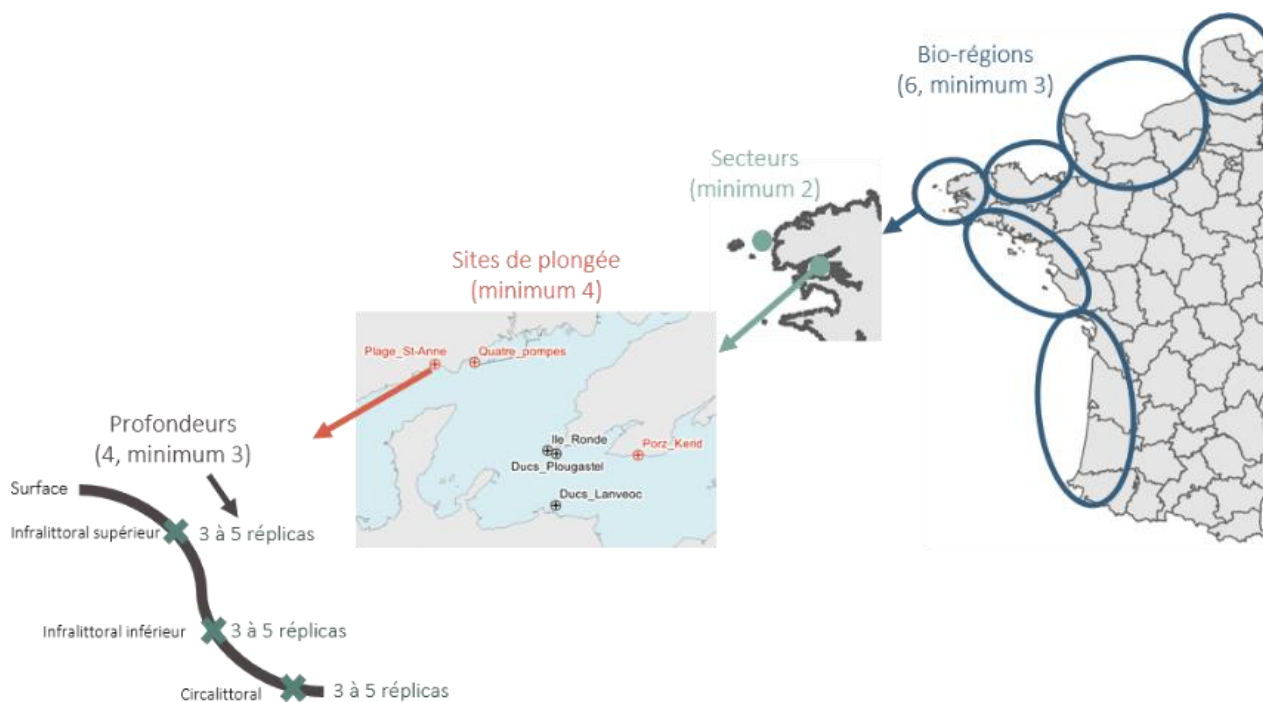 Bio-régions
(6, minimum 3)
Secteurs
(minimum 2)
Sites de plongée
(minimum 4)
Plage_St-Anne
Quatre_pompes
Ile_Ronde
Porz_Kerid
Ducs_Plougastel
Ducs_Lanveoc
Profondeurs
(4, minimum 3)
Surface
Infralittoral supérieur
3 à 5 réplicas
Infralittoral inférieur
3 à 5 réplicas
Circalittoral
3 à 5 réplicas